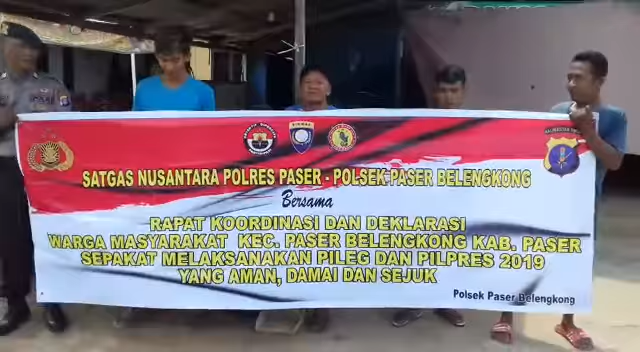 SATGAS NUSANTARA POLRES PASER - POLSEK PASER BELENGKONG
Bersama
RAPAT KOORDINASI DAN DEKLARASI
WARGA MASYARAKAT KEC. PASER BELENGKONG KAB. PASER
SEPAKAT MELAKSANAKAN PILEG DAN PILPRES 2019
YANG AMAN, DAMAI DAN SEJUK
Polsek Paser Belengkong